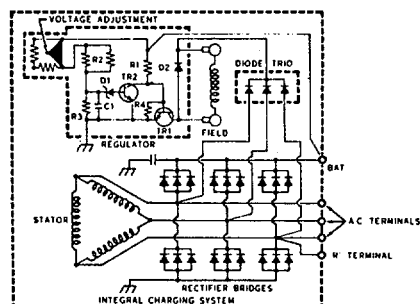 VOLTAGE ADJUSTMENT
R2
R1
D2
DIODE TRIO
D1
TR2
C1
R3
R4
TR1
FIELD
REGULATOR
BAT
STATOR
A.C TERMINALS
'R' TERMINAL
RECTIFIER BRIDGES
INTEGRAL CHARGING SYSTEM